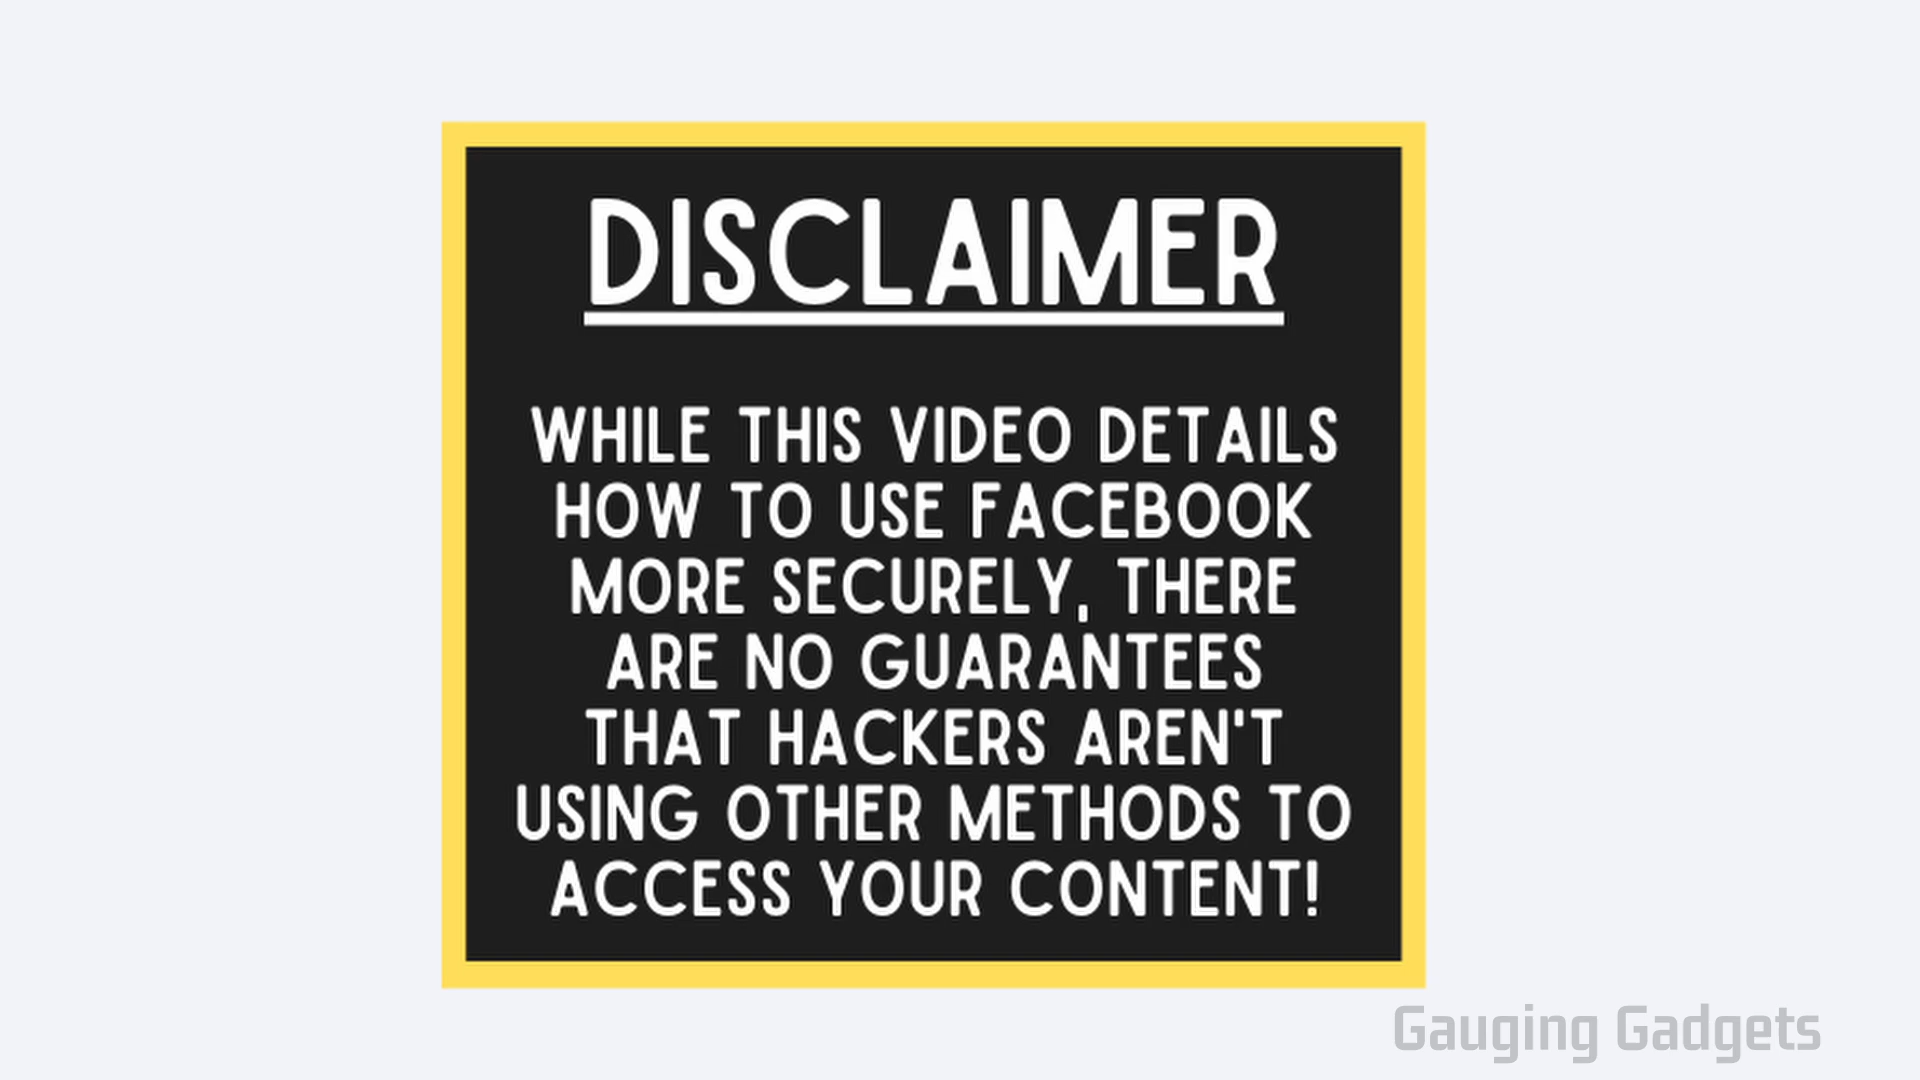 DISCLAIMER
WHILE THIS VIDEO DETAILS
HOW TO USE FACEBOOK
MORE SECURELY, THERE
ARE NO GUARANTEES
THAT HACKERS AREN'T
USING OTHER METHODS TO
ACCESS YOUR CONTENT!
Gauging Gadgets